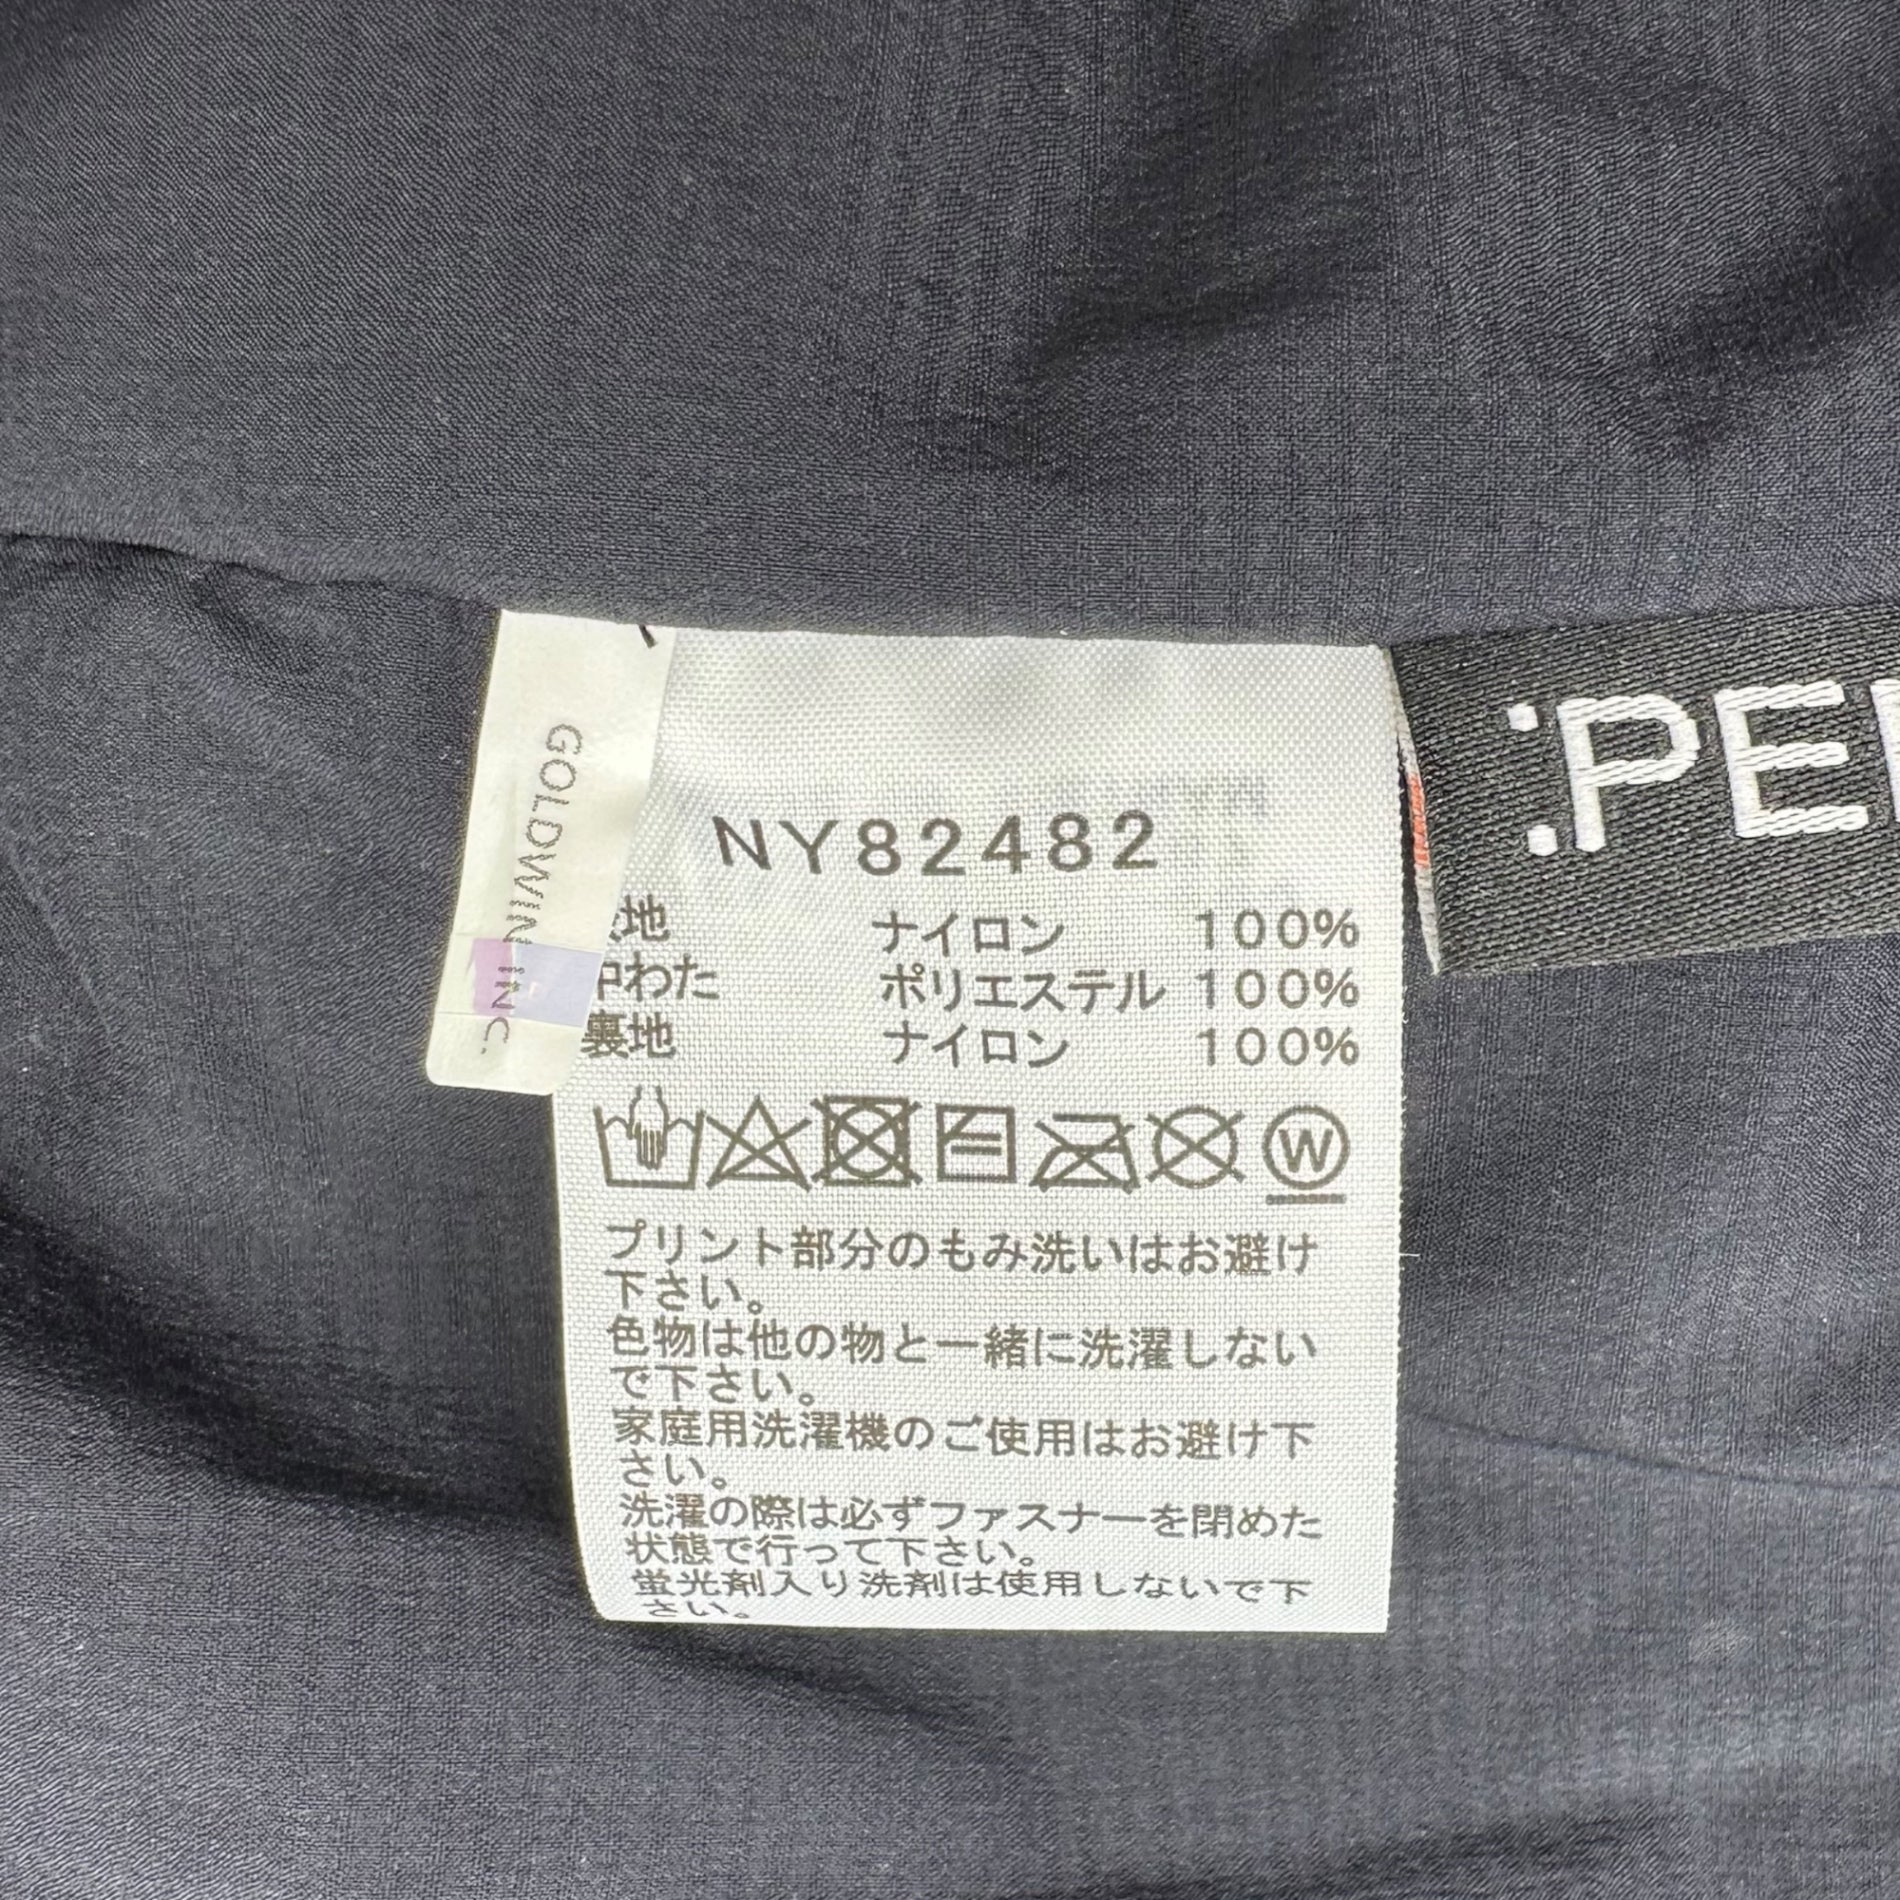 GOLDWIN INC.
:PE
NY82482
地 ナイロン 100%
中わた ポリエステル 100%
裏地 ナイロン 100%
W
プリント部分のもみ洗いはお避け
下さい。
色物は他の物と一緒に洗濯しない
で下さい。
家庭用洗濯機のご使用はお避け下
さい。
洗濯の際は必ずファスナーを閉めた
状態で行って下さい。
蛍光剤入り洗剤は使用しないで下
さい。